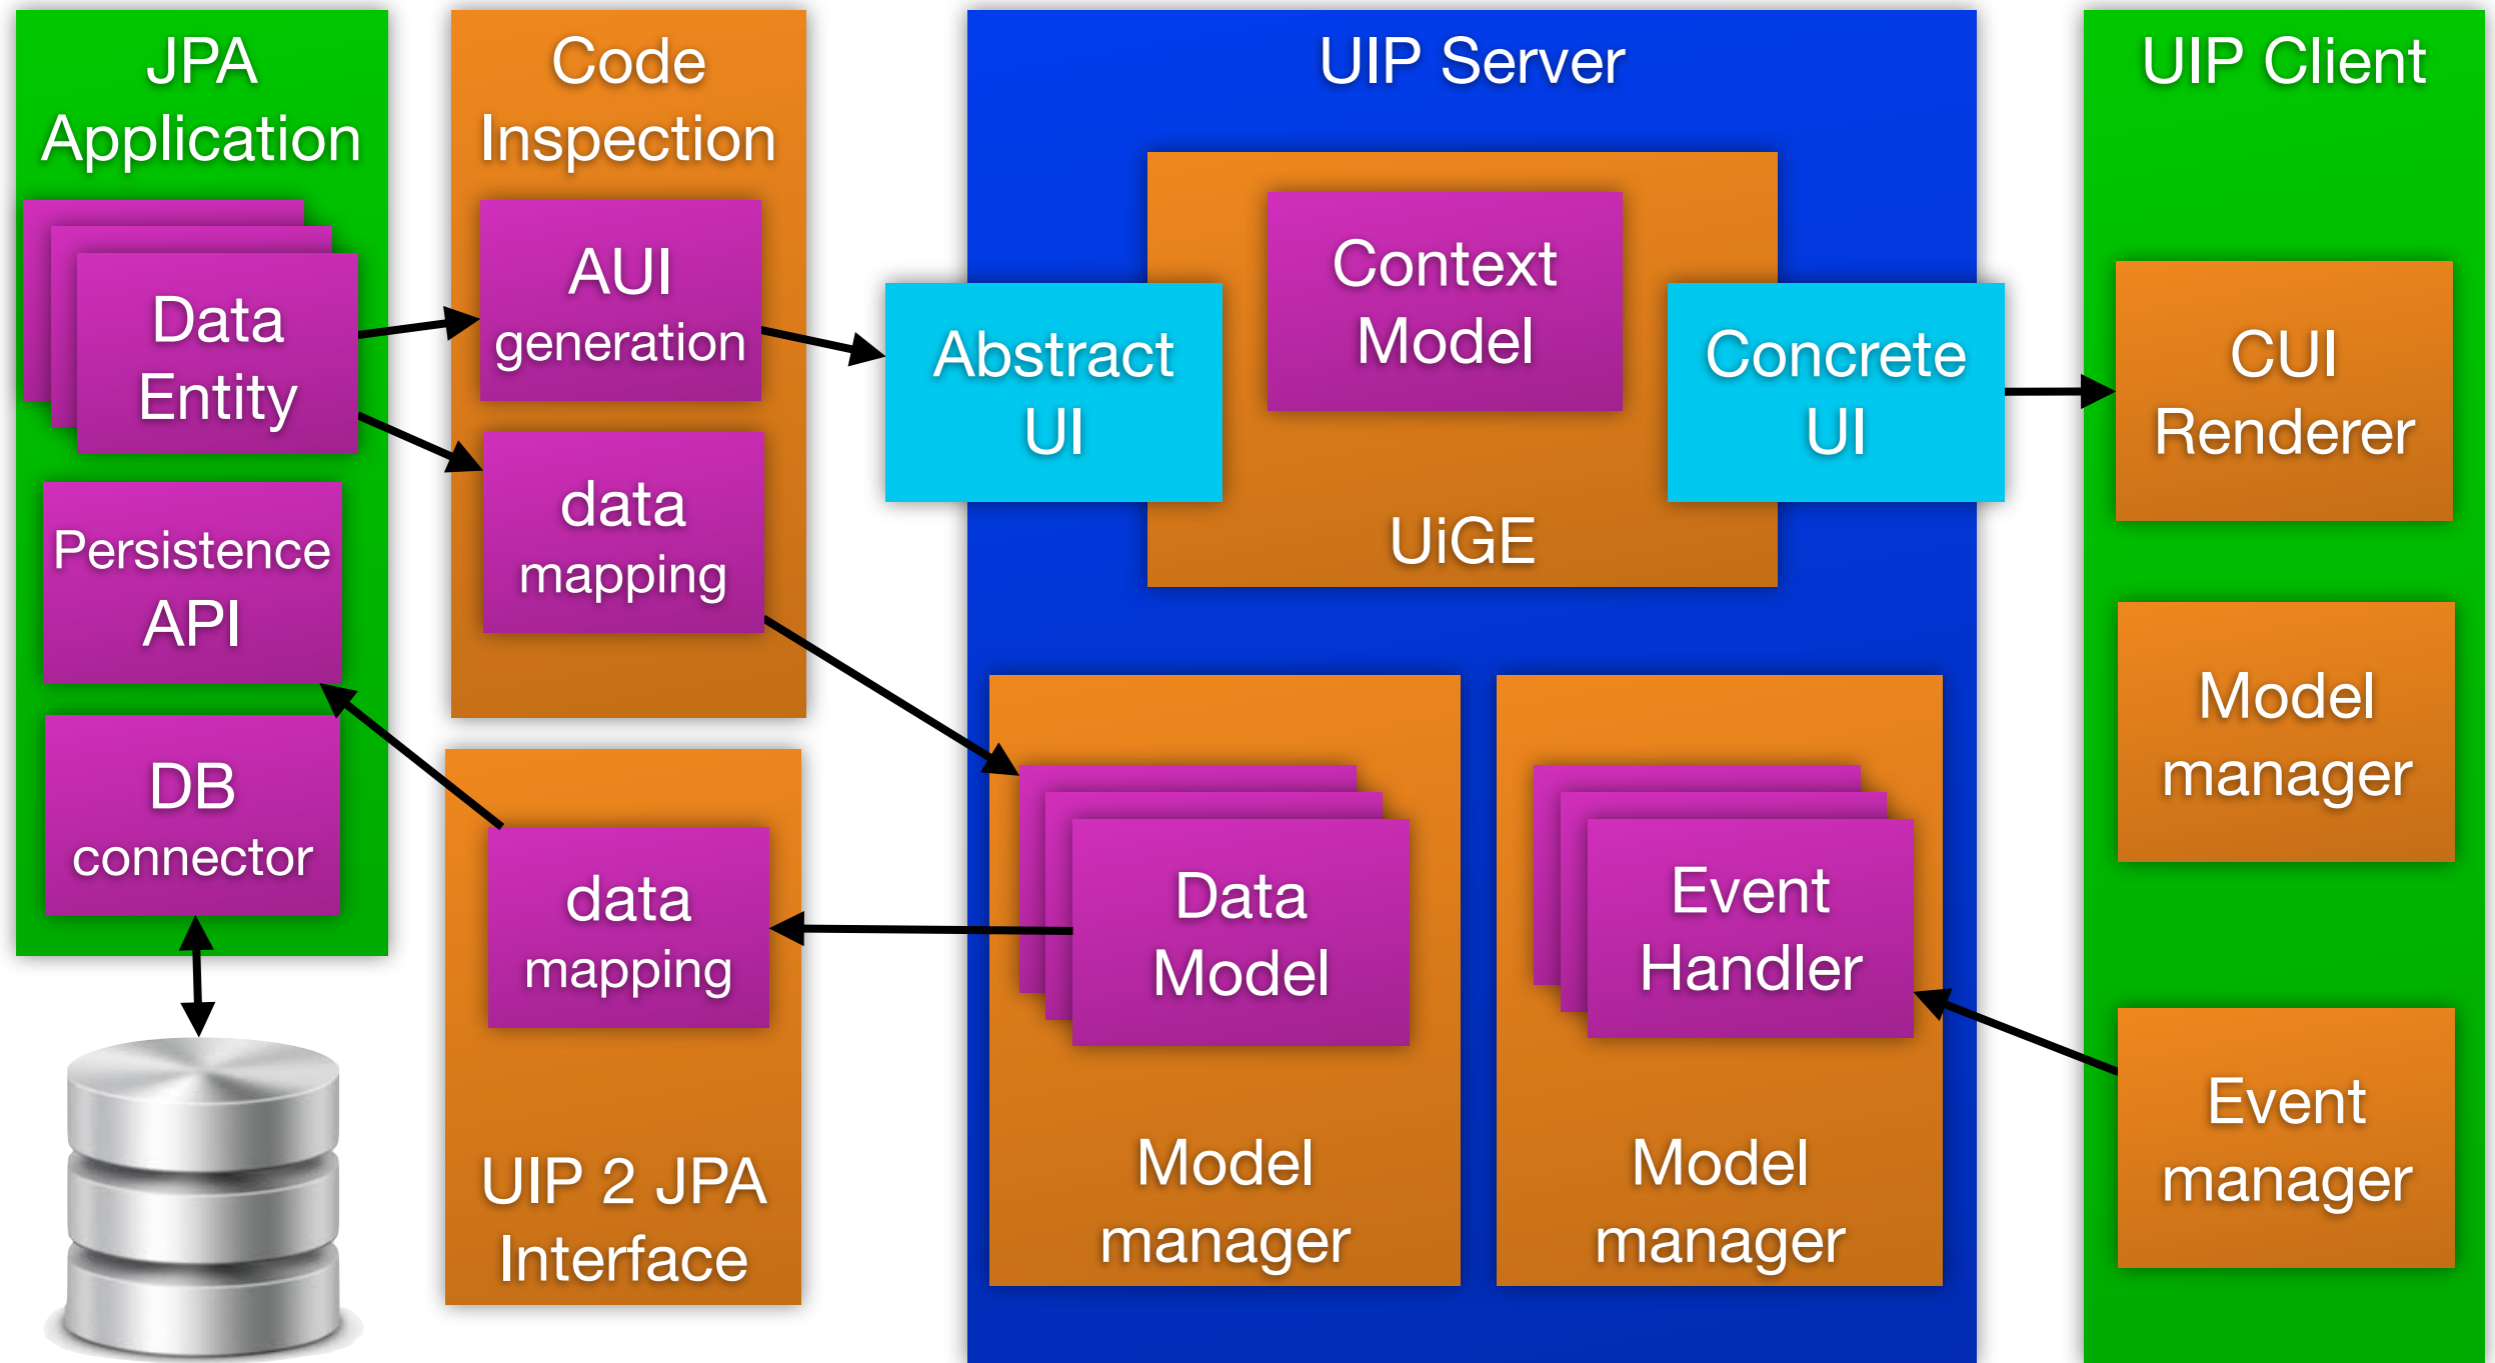 JPA
Application
Data
Entity
Persistence
API
DB
connector
Code
Inspection
AUI
generation
data
mapping
data
mapping
UIP 2 JPA
Interface
UIP Server
Context
Model
Abstract
UI
Concrete
UI
UiGE
Data
Model
Model
manager
Event
Handler
Model
manager
UIP Client
CUI
Renderer
Model
manager
Event
manager